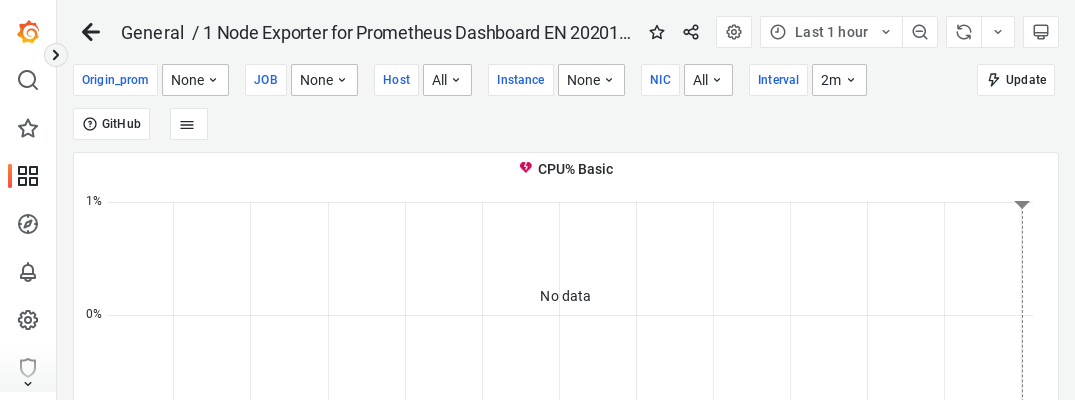 General / 1 Node Exporter for Prometheus Dashboard EN 20201... Last 1 hour
Origin_prom None JOB None Host All Instance None NIC All Interval 2m Update
GitHub
CPU% Basic
1%
No data
0%